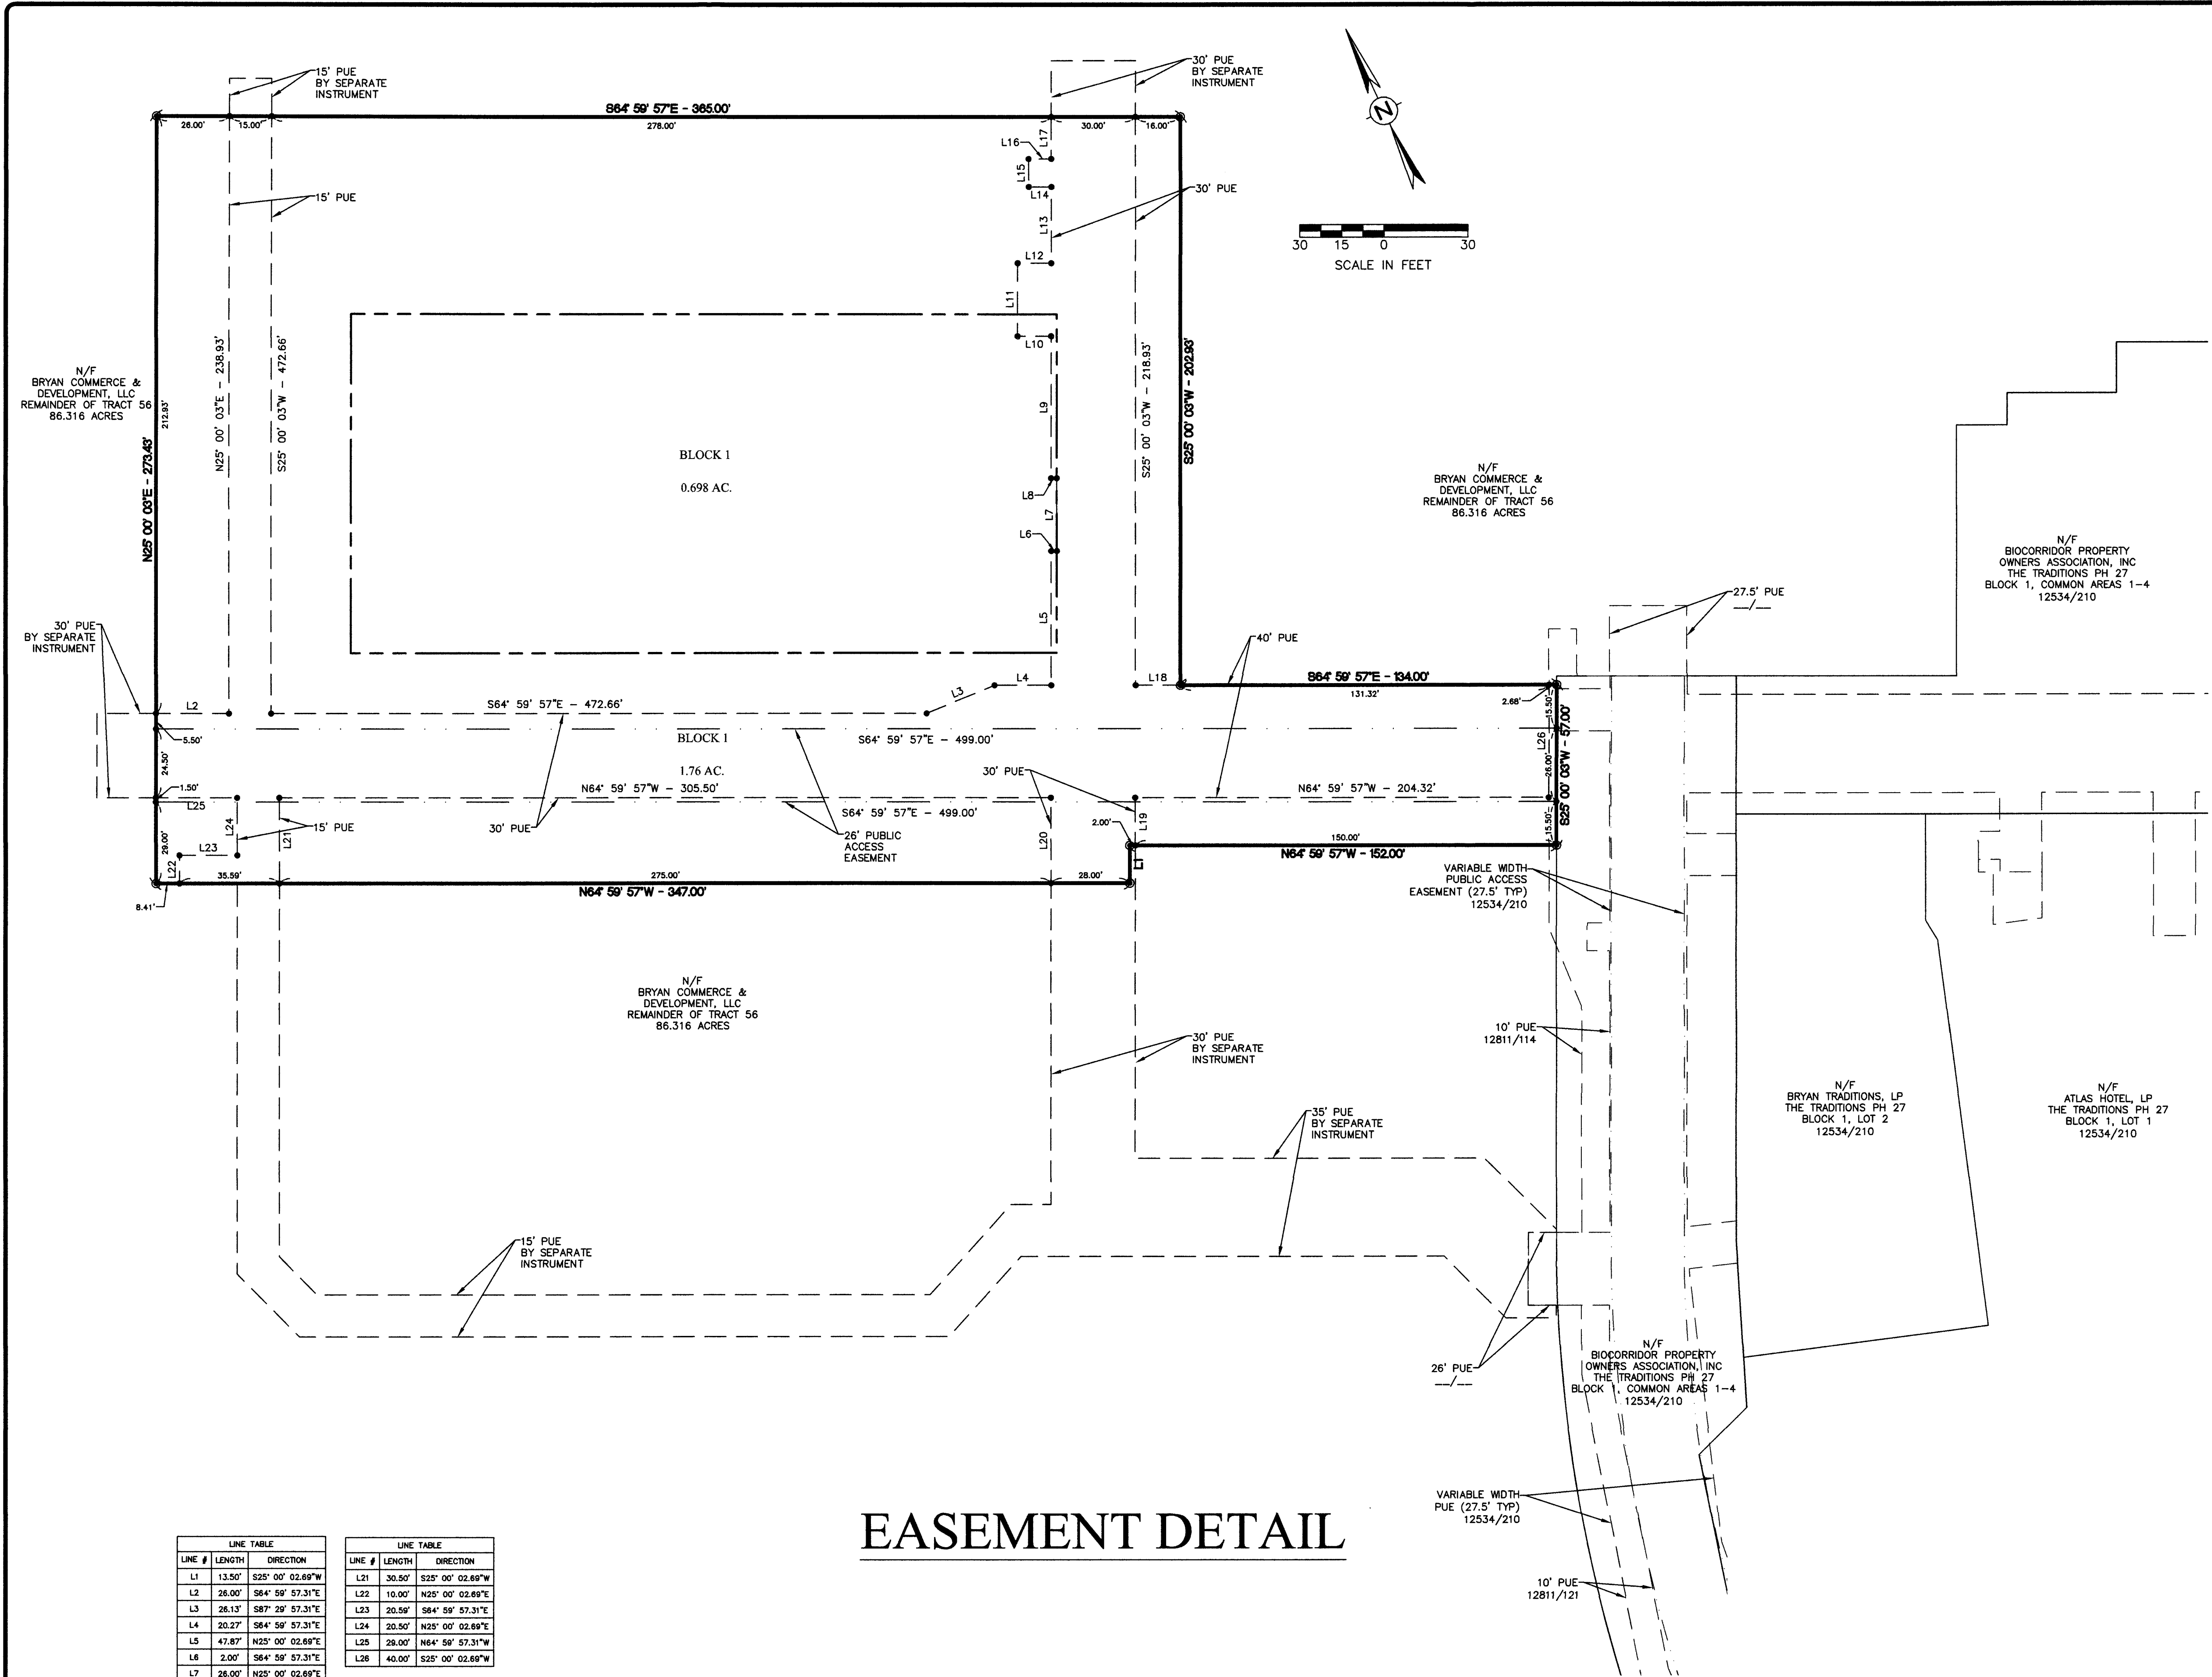 15' PUE
BY SEPARATE
INSTRUMENT
30' PUE
BY SEPARATE
INSTRUMENT
S64° 59' 57"E - 365.00'
26.00'
15.00'
278.00'
30.00'
16.00'
L17
L16
L15
L14
L13
L12
L11
L10
L9
L8
L7
L6
L5
15' PUE
30' PUE
N
30 15 0 30
SCALE IN FEET
N/F
BRYAN COMMERCE &
DEVELOPMENT, LLC
REMAINDER OF TRACT 56
86.316 ACRES
N25° 00' 03"E - 273.43'
212.93'
N25° 00' 03"E - 238.93'
S25° 00' 03"W - 472.66'
S25° 00' 03"W - 218.93'
S25° 00' 03"W - 202.93'
BLOCK 1
0.698 AC.
N/F
BRYAN COMMERCE &
DEVELOPMENT, LLC
REMAINDER OF TRACT 56
86.316 ACRES
N/F
BIOCORRIDOR PROPERTY
OWNERS ASSOCIATION, INC
THE TRADITIONS PH 27
BLOCK 1, COMMON AREAS 1-4
12534/210
27.5' PUE
__/__
30' PUE
BY SEPARATE
INSTRUMENT
40' PUE
L4
L3
L18
S64° 59' 57"E - 134.00'
131.32'
2.68'
15.50'
L2
S64° 59' 57"E - 472.66'
5.50'
BLOCK 1
S64° 59' 57"E - 499.00'
24.50'
1.76 AC.
30' PUE
L26
26.00'
S25° 00' 03"W - 57.00'
1.50'
L25
N64° 59' 57"W - 305.50'
N64° 59' 57"W - 204.32'
S64° 59' 57"E - 499.00'
15' PUE
30' PUE
26' PUBLIC
ACCESS
EASEMENT
L24
L21
L20
L19
2.00'
15.50'
29.00'
L23
L22
150.00'
N64° 59' 57"W - 152.00'
L1
8.41'
35.59'
275.00'
28.00'
N64° 59' 57"W - 347.00'
VARIABLE WIDTH
PUBLIC ACCESS
EASEMENT (27.5' TYP)
12534/210
N/F
BRYAN COMMERCE &
DEVELOPMENT, LLC
REMAINDER OF TRACT 56
86.316 ACRES
30' PUE
BY SEPARATE
INSTRUMENT
10' PUE
12811/114
35' PUE
BY SEPARATE
INSTRUMENT
N/F
BRYAN TRADITIONS, LP
THE TRADITIONS PH 27
BLOCK 1, LOT 2
12534/210
N/F
ATLAS HOTEL, LP
THE TRADITIONS PH 27
BLOCK 1, LOT 1
12534/210
15' PUE
BY SEPARATE
INSTRUMENT
26' PUE
__/__
N/F
BIOCORRIDOR PROPERTY
OWNERS ASSOCIATION, INC
THE TRADITIONS PH 27
BLOCK 1, COMMON AREAS 1-4
12534/210
VARIABLE WIDTH
PUE (27.5' TYP)
12534/210
10' PUE
12811/121
EASEMENT DETAIL
LINE TABLE
LINE # LENGTH DIRECTION
L1 13.50' S25° 00' 02.69"W
L2 26.00' S64° 59' 57.31"E
L3 26.13' S87° 29' 57.31"E
L4 20.27' S64° 59' 57.31"E
L5 47.87' N25° 00' 02.69"E
L6 2.00' S64° 59' 57.31"E
L7 26.00' N25° 00' 02.69"E
LINE TABLE
LINE # LENGTH DIRECTION
L21 30.50' S25° 00' 02.69"W
L22 10.00' N25° 00' 02.69"E
L23 20.59' S64° 59' 57.31"E
L24 20.50' N25° 00' 02.69"E
L25 29.00' N64° 59' 57.31"W
L26 40.00' S25° 00' 02.69"W